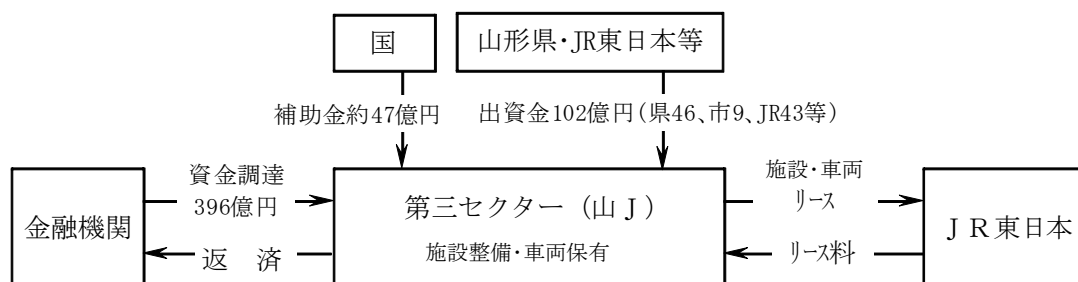 国
山形県・JR東日本等
補助金約47億円
出資金102億円(県46、市9、JR43等)
資金調達
396億円
金融機関
返 済
第三セクター (山J)
施設整備・車両保有
施設・車両
リース
リース料
JR東日本